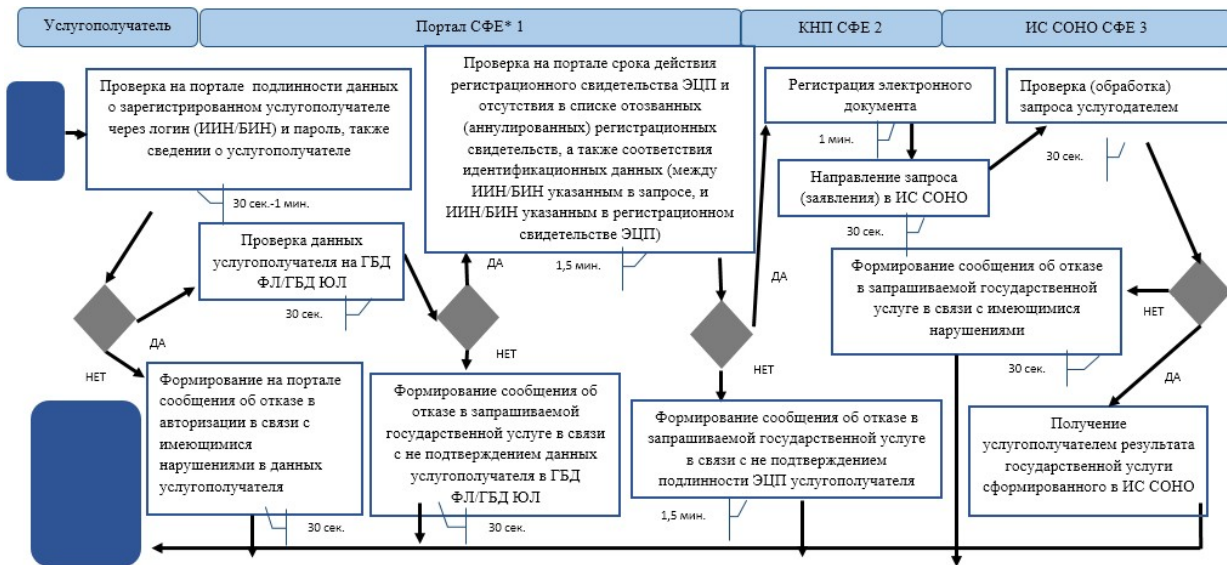 Услугополучатель
Портал СФЕ* 1
КНП СФЕ 2
ИС СОНО СФЕ 3
Проверка на портале подлинности данных
о зарегистрированном услугополучателе
через логин (ИИН/БИН) и пароль, также
сведении о услугополучателе
30 сек.-1 мин.
Проверка данных
услугополучателя на ГБД
ФЛ/ГБД ЮЛ
30 сек.
ДА
НЕТ
Формирование на портале
сообщения об отказе в
авторизации в связи с
имеющимися
нарушениями в данных
услугополучателя
30 сек.
Проверка на портале срока действия
регистрационного свидетельства ЭЦП и
отсутствия в списке отозванных
(аннулированных) регистрационных
свидетельств, а также соответствия
идентификационных данных (между
ИИН/БИН указанным в запросе, и
ИИН/БИН указанным в регистрационном
свидетельстве ЭЦП)
1,5 мин.
ДА
НЕТ
Формирование сообщения об
отказе в запрашиваемой
государственной услуге в связи
с не подтверждением данных
услугополучателя в ГБД
ФЛ/ГБД ЮЛ
30 сек.
ДА
НЕТ
Формирование сообщения об отказе в
запрашиваемой государственной услуге
в связи с не подтверждением
подлинности ЭЦП услугополучателя
1,5 мин.
Регистрация электронного
документа
1 мин.
Направление запроса
(заявления) в ИС СОНО
30 сек.
Проверка (обработка)
запроса услугодателем
30 сек.
Формирование сообщения об отказе
в запрашиваемой государственной
услуге в связи с имеющимися
нарушениями
30 сек.
НЕТ
ДА
Получение
услугополучателем результата
государственной услуги
сформированного в ИС СОНО